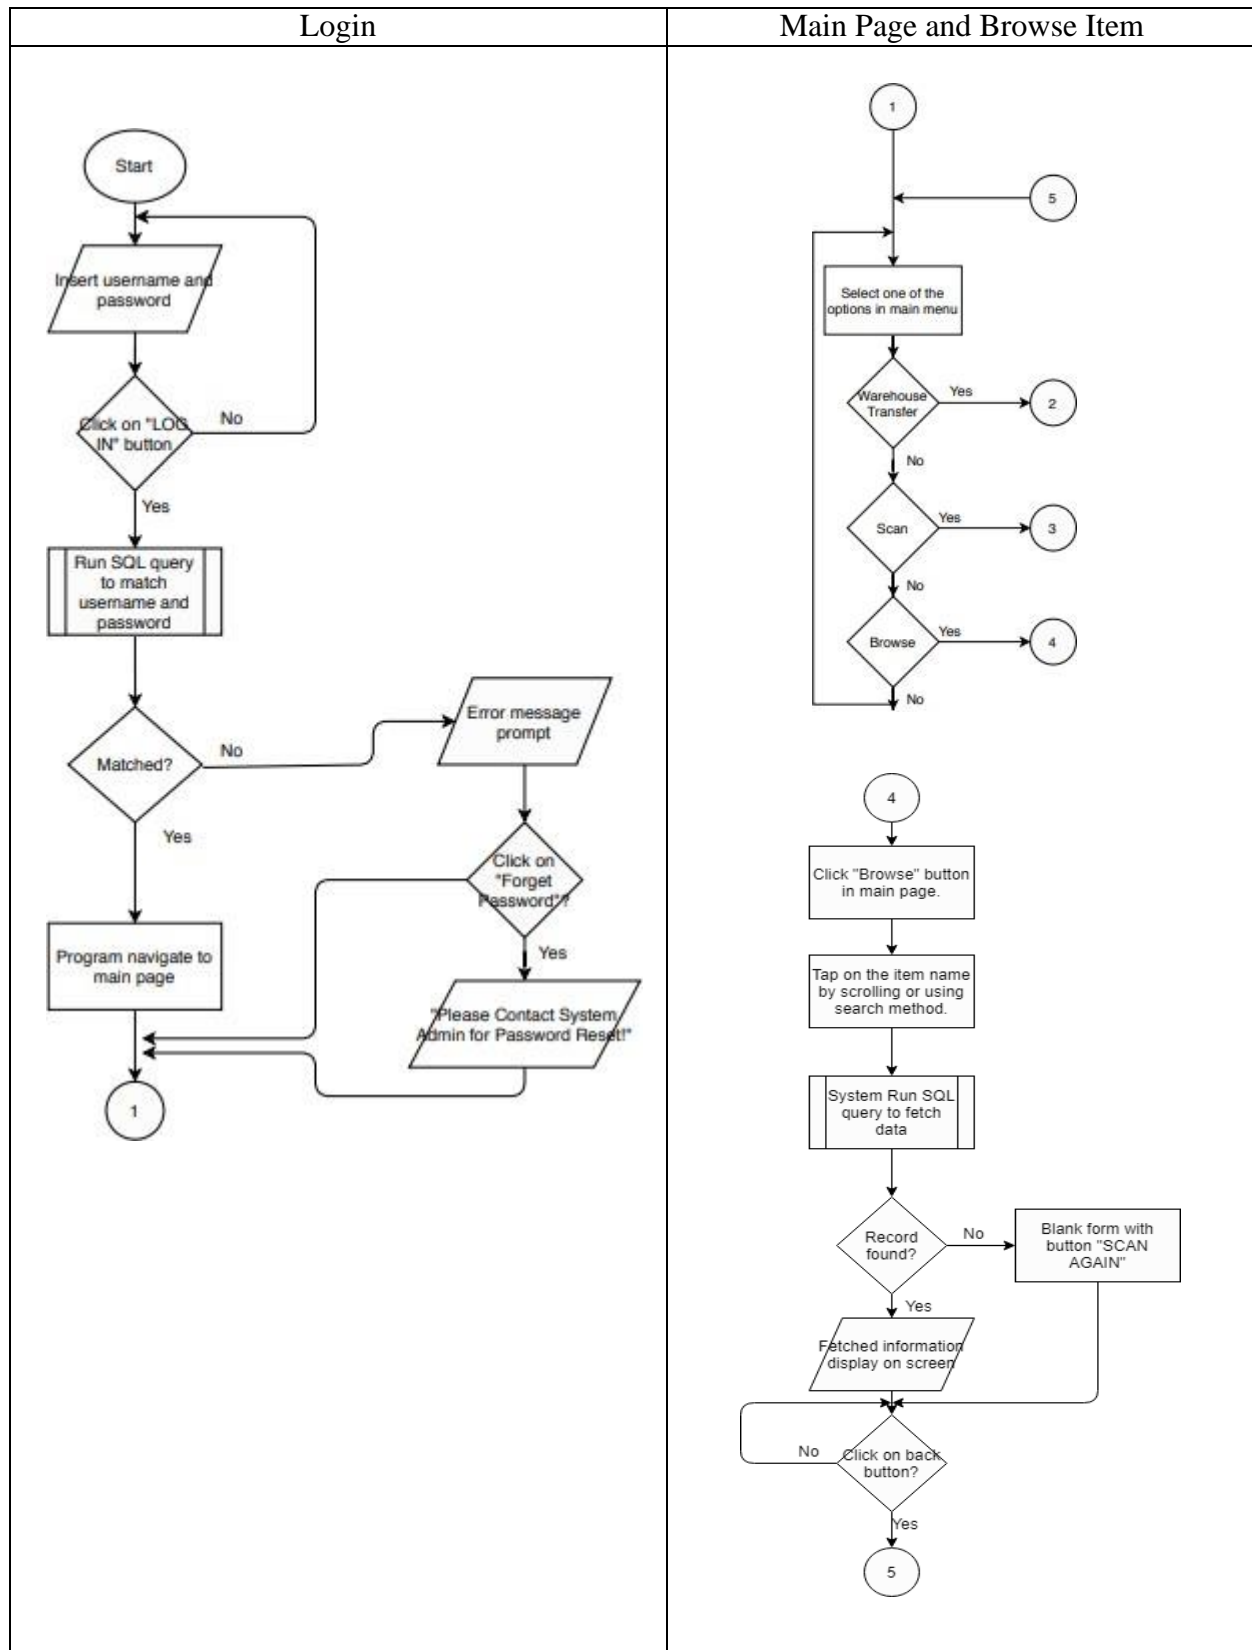 Login
Start
Insert username and
password
Click on "LOG
IN" button
No
Yes
Run SQL query
to match
username and
password
Matched?
No
Yes
Error message
prompt
Click on
"Forget
Password"?
Yes
"Please Contact System
Admin for Password Reset!"
Program navigate to
main page
1
Main Page and Browse Item
1
5
Select one of the
options in main menu
Warehouse
Transfer
Yes
2
No
Scan
Yes
3
No
Browse
Yes
4
No
4
Click "Browse" button
in main page.
Tap on the item name
by scrolling or using
search method.
System Run SQL
query to fetch
data
Record
found?
No
Blank form with
button "SCAN
AGAIN"
Yes
Fetched information
display on screen
No
Click on back
button?
Yes
5